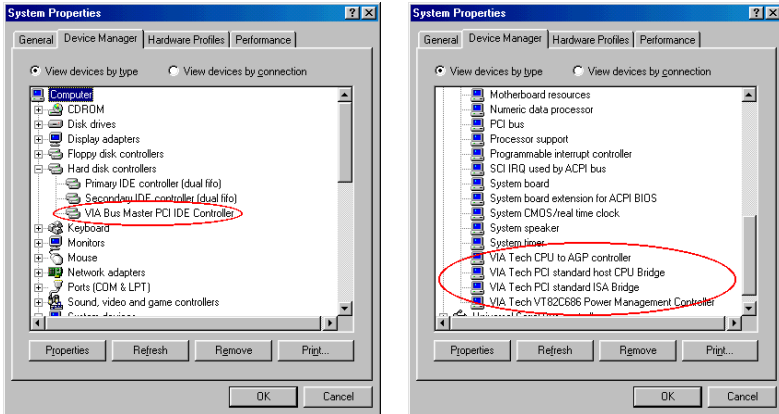 System Properties
General Device Manager Hardware Profiles Performance
View devices by type View devices by connection
Computer
CDROM
Disk drives
Display adapters
Floppy disk controllers
Hard disk controllers
Primary IDE controller (dual fifo)
Secondary IDE controller (dual fifo)
VIA Bus Master PCI IDE Controller
Keyboard
Monitors
Mouse
Network adapters
Ports (COM & LPT)
Sound, video and game controllers
System devices
Properties Refresh Remove Print...
OK Cancel
System Properties
General Device Manager Hardware Profiles Performance
View devices by type View devices by connection
Motherboard resources
Numeric data processor
PCI bus
Processor support
Programmable interrupt controller
SCI IRQ used by ACPI bus
System board
System board extension for ACPI BIOS
System CMOS/real time clock
System speaker
System timer
VIA Tech CPU to AGP controller
VIA Tech PCI standard host CPU Bridge
VIA Tech PCI standard ISA Bridge
VIA Tech VT82C686 Power Management Controller
Universal Serial Bus controller
Properties Refresh Remove Print...
OK Cancel